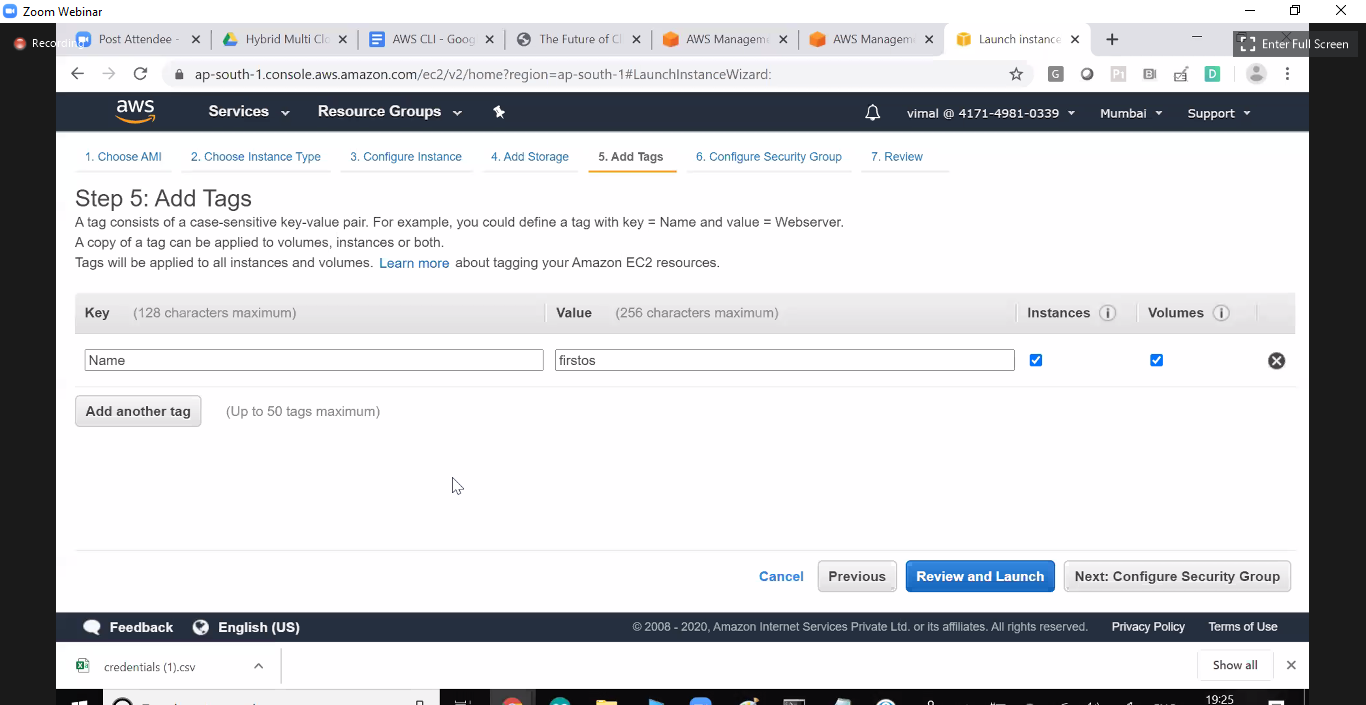 Zoom Webinar
Recording
Post Attendee -
Hybrid Multi Clo
AWS CLI - Goog
The Future of Cl
AWS Managem
AWS Managem
Launch instance
Enter Full Screen
ap-south-1.console.aws.amazon.com/ec2/v2/home?region=ap-south-1#LaunchInstanceWizard:
aws
Services
Resource Groups
vimal @ 4171-4981-0339
Mumbai
Support
1. Choose AMI
2. Choose Instance Type
3. Configure Instance
4. Add Storage
5. Add Tags
6. Configure Security Group
7. Review
Step 5: Add Tags
A tag consists of a case-sensitive key-value pair. For example, you could define a tag with key = Name and value = Webserver.
A copy of a tag can be applied to volumes, instances or both.
Tags will be applied to all instances and volumes. Learn more about tagging your Amazon EC2 resources.
Key (128 characters maximum)
Value (256 characters maximum)
Instances
Volumes
Name
firstos
Add another tag
(Up to 50 tags maximum)
Cancel
Previous
Review and Launch
Next: Configure Security Group
Feedback
English (US)
© 2008 - 2020, Amazon Internet Services Private Ltd. or its affiliates. All rights reserved.
Privacy Policy
Terms of Use
credentials (1).csv
Show all
19:25